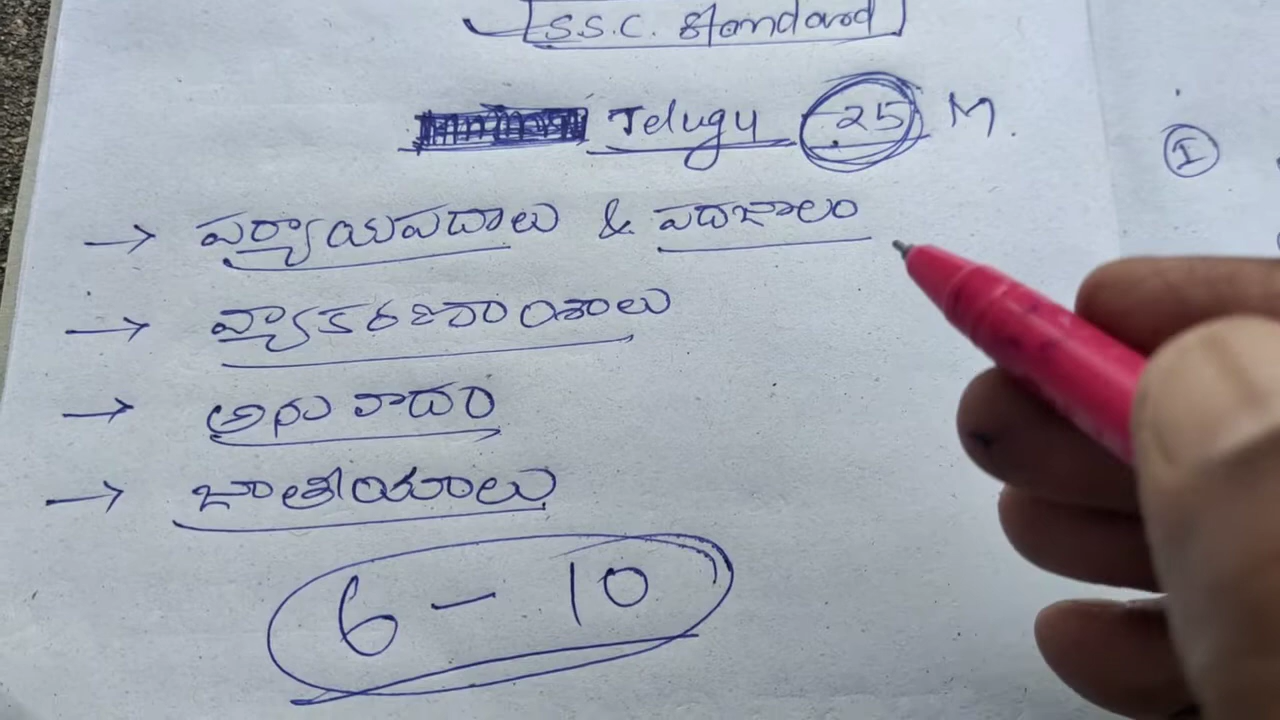 S.S.C. Standard
Telugu 25 M.
I
→ పర్యాయపదాలు & పదజాలం
→ వ్యాకరణాంశాలు
→ అనువాదం
→ జాతీయాలు
6 - 10